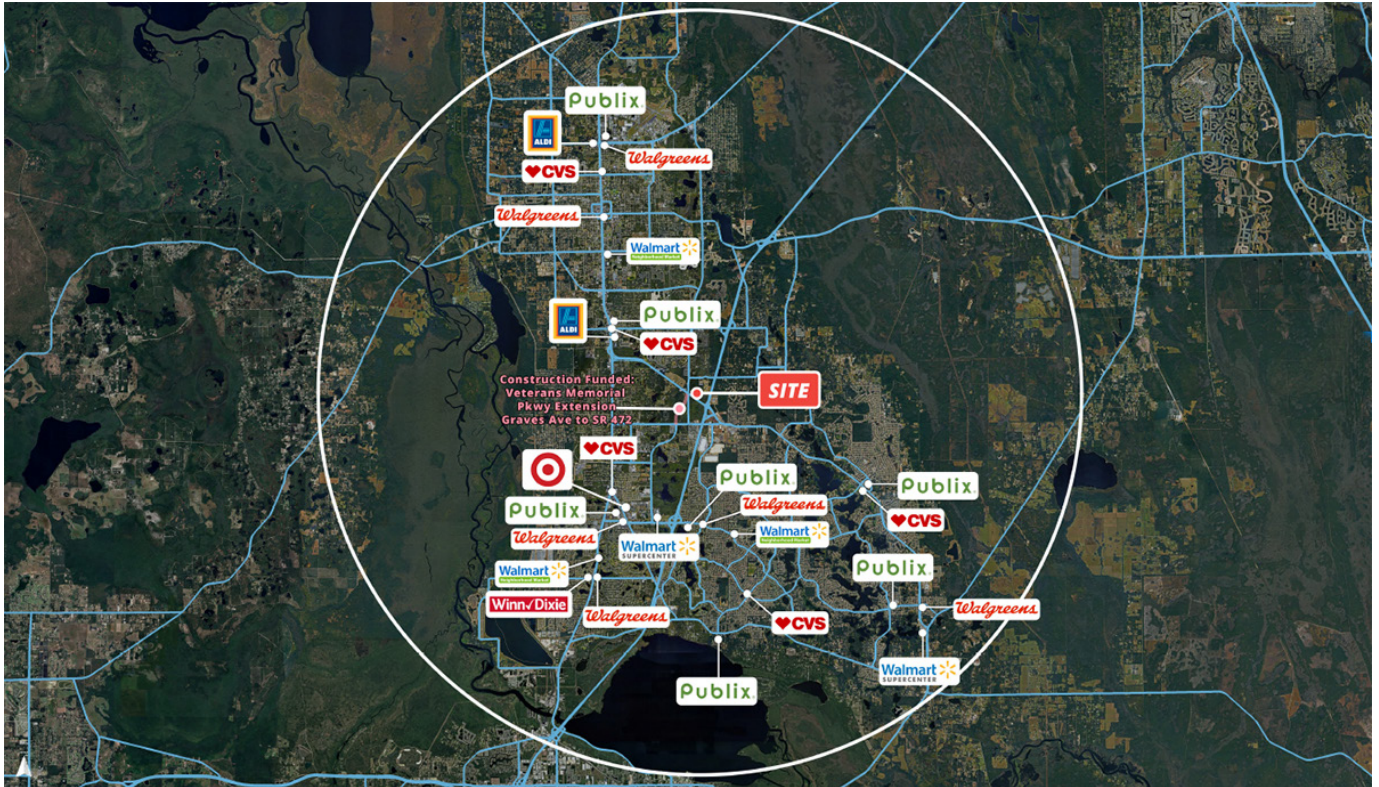 Publix.
ALDI
Walgreens
CVS
Walgreens
Walmart
Neighborhood Market
ALDI
Publix.
CVS
Construction Funded:
Veterans Memorial
Pkwy Extension
Graves Ave to SR 472
SITE
CVS
Publix.
Publix.
Publix.
Walgreens
CVS
Walgreens
Walmart
SUPERCENTER
Walmart
Neighborhood Market
Walmart
Neighborhood Market
Publix.
Winn Dixie
Walgreens
CVS
Walgreens
Walmart
SUPERCENTER
Publix.